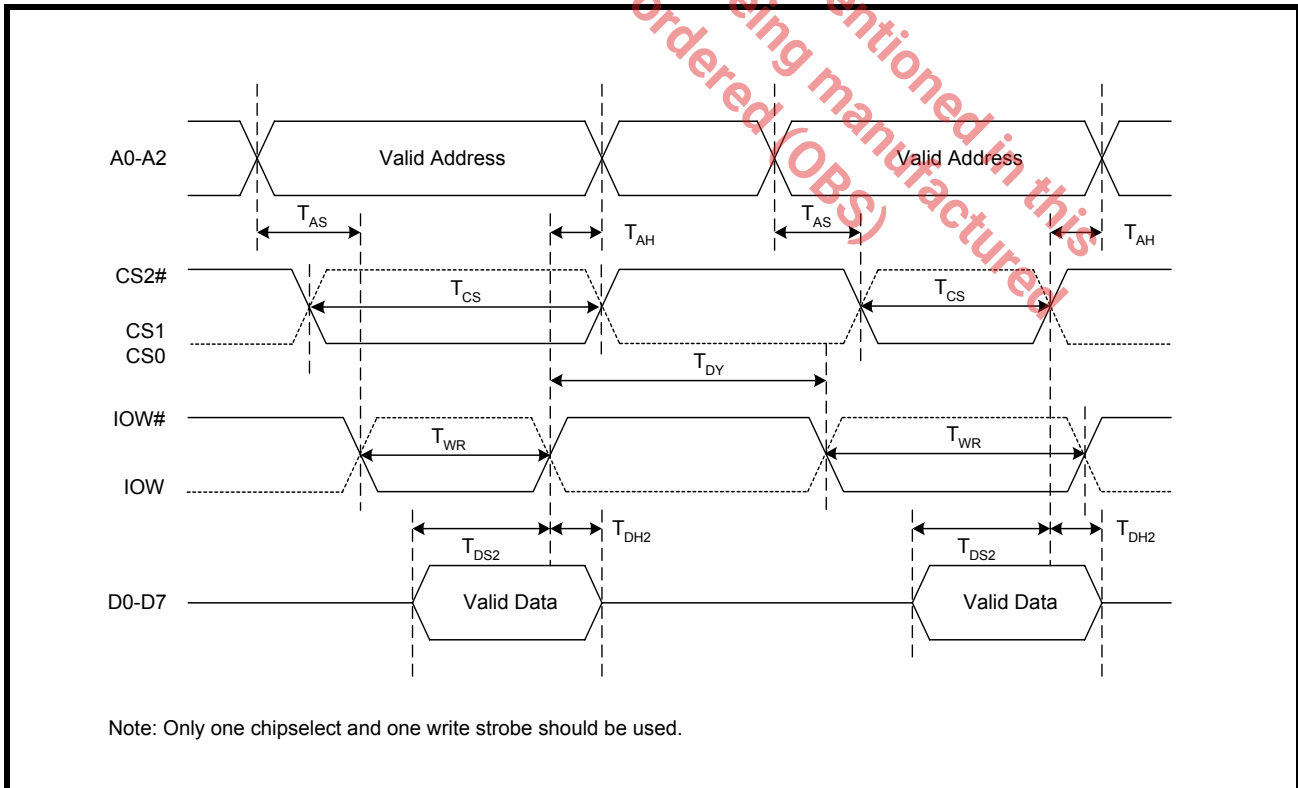 entioned in this
eing manufactured
ordered (OBS)
A0-A2
Valid Address
Valid Address
TAS
TAH
TAS
TAH
CS2#
TCS
TCS
CS1
CS0
TDY
IOW#
TWR
TWR
IOW
TDS2
TDH2
TDS2
TDH2
D0-D7
Valid Data
Valid Data
Note: Only one chipselect and one write strobe should be used.